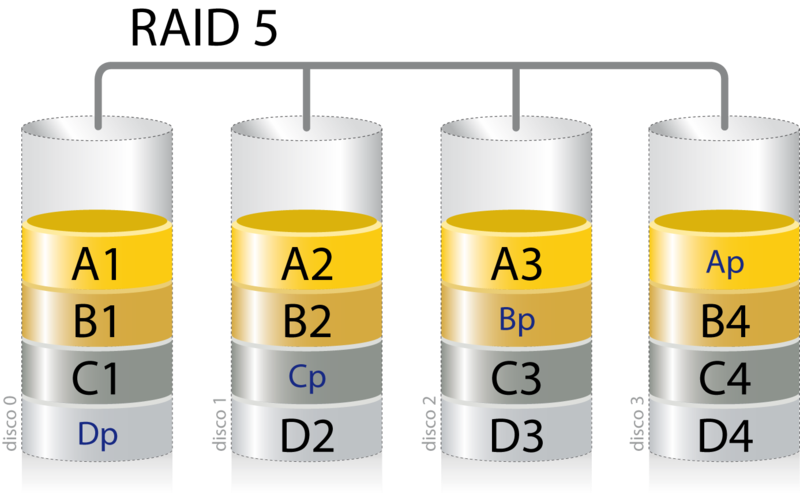 RAID 5
A1 A2 A3 Ap
B1 B2 Bp B4
C1 Cp C3 C4
Dp D2 D3 D4
disco 0 disco 1 disco 2 disco 3